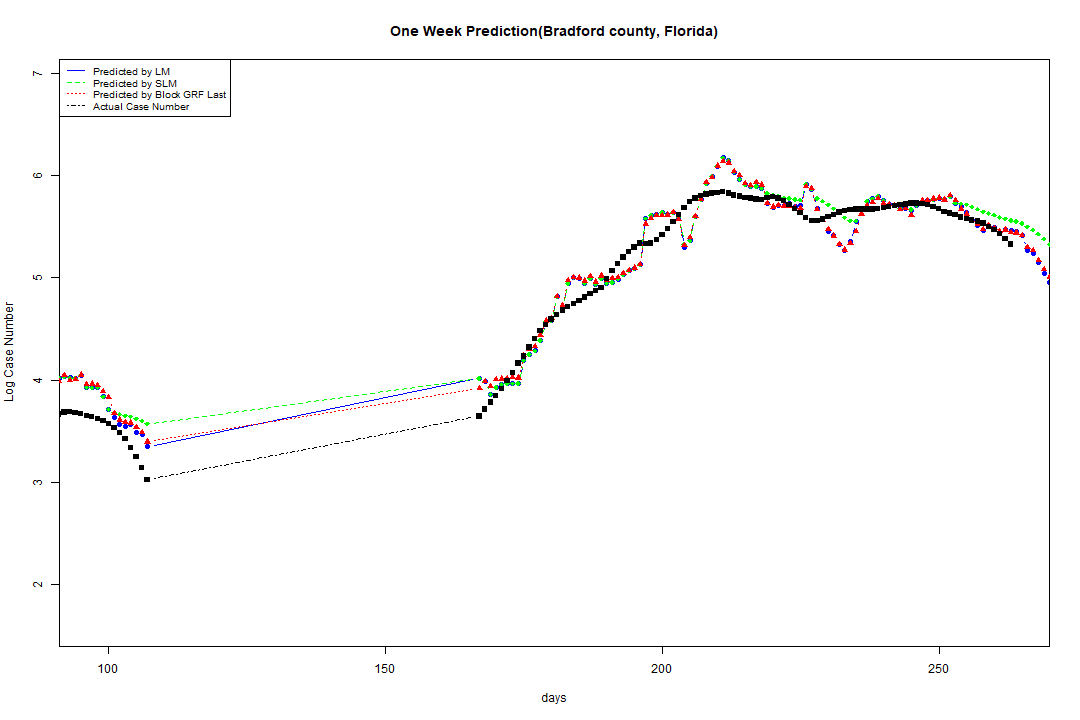 One Week Prediction(Bradford county, Florida)
Predicted by LM
Predicted by SLM
Predicted by Block GRF Last
Actual Case Number
7
6
5
4
3
2
Log Case Number
100 150 200 250
days